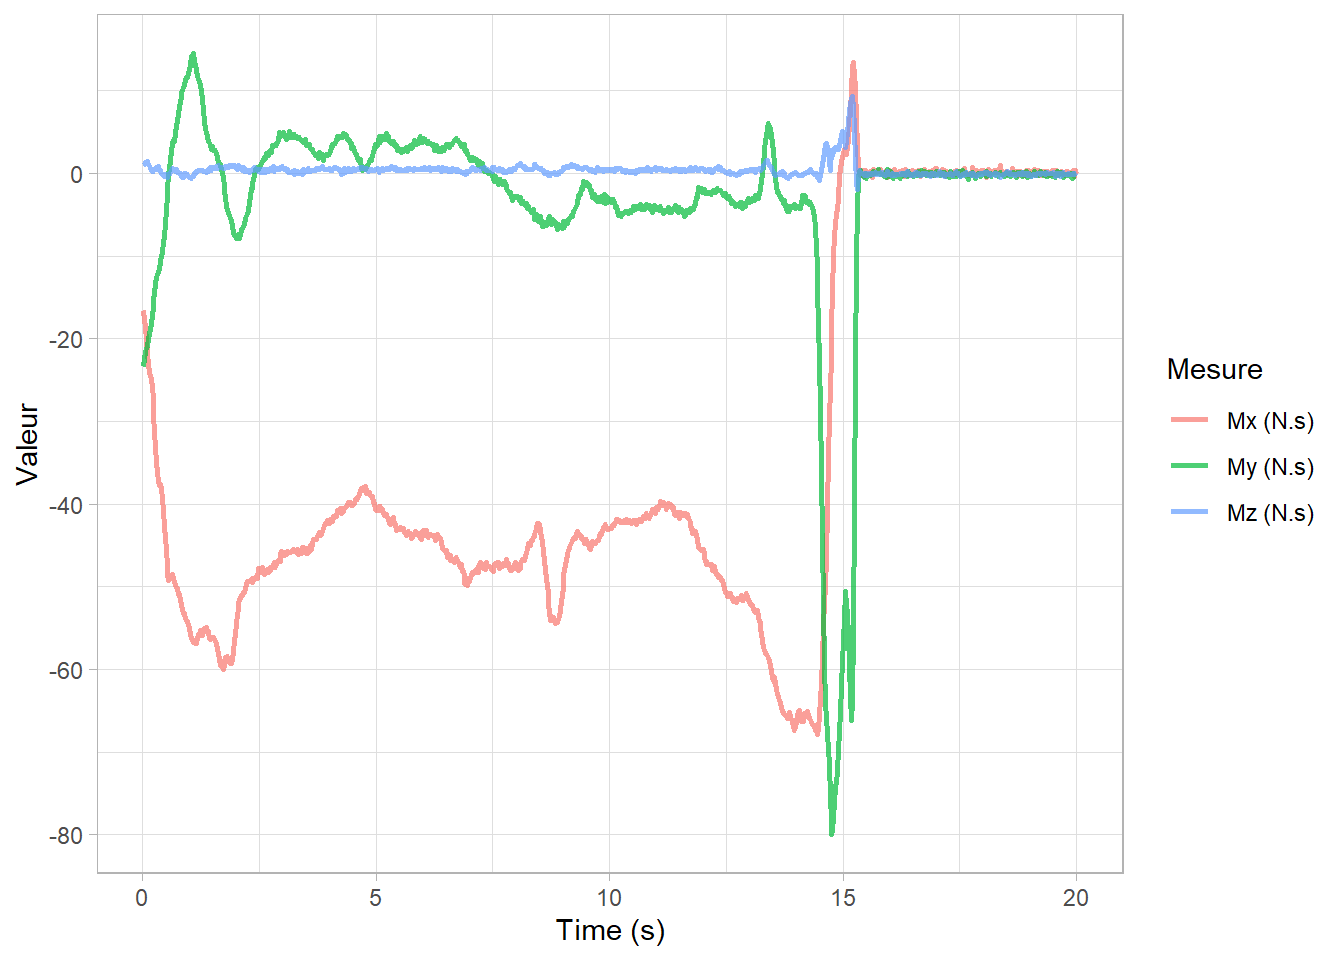 0
-20
-40
-60
-80
Valeur
0 5 10 15 20
Time (s)
Mesure
Mx (N.s)
My (N.s)
Mz (N.s)